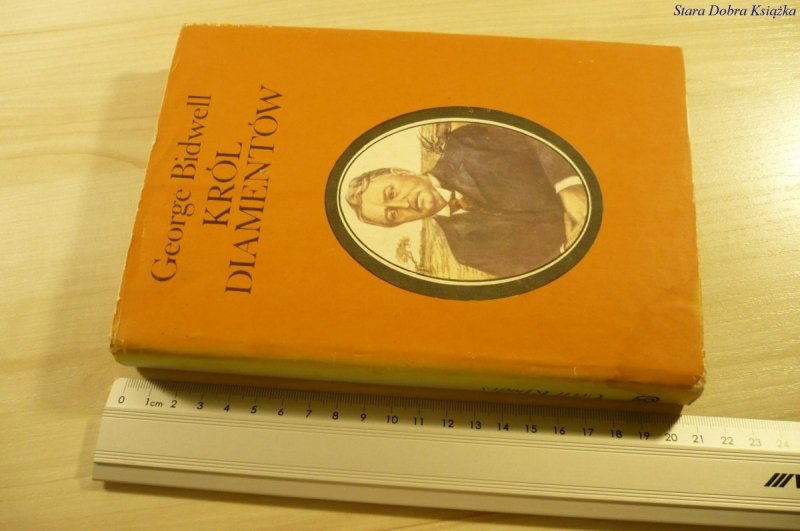 Stara Dobra Książka
George Bidwell
KRÓL
DIAMENTÓW
0 1cm 2 3 4 5 6 7 8 9 10 11 12 13 14 15 16 17 18 19 20 21 22 23 24